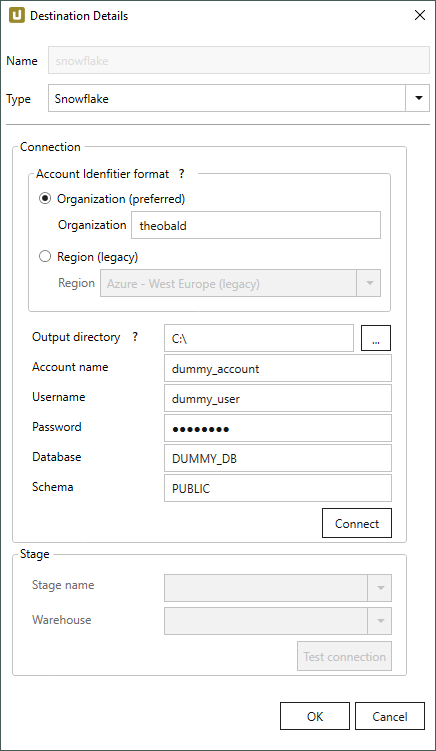 Destination Details
Name snowflake
Type Snowflake
Connection
Account Idenfitier format ?
Organization (preferred)
Organization theobald
Region (legacy)
Region Azure - West Europe (legacy)
Output directory ? C:\ ...
Account name dummy_account
Username dummy_user
Password ●●●●●●●●
Database DUMMY_DB
Schema PUBLIC
Connect
Stage
Stage name
Warehouse
Test connection
OK Cancel